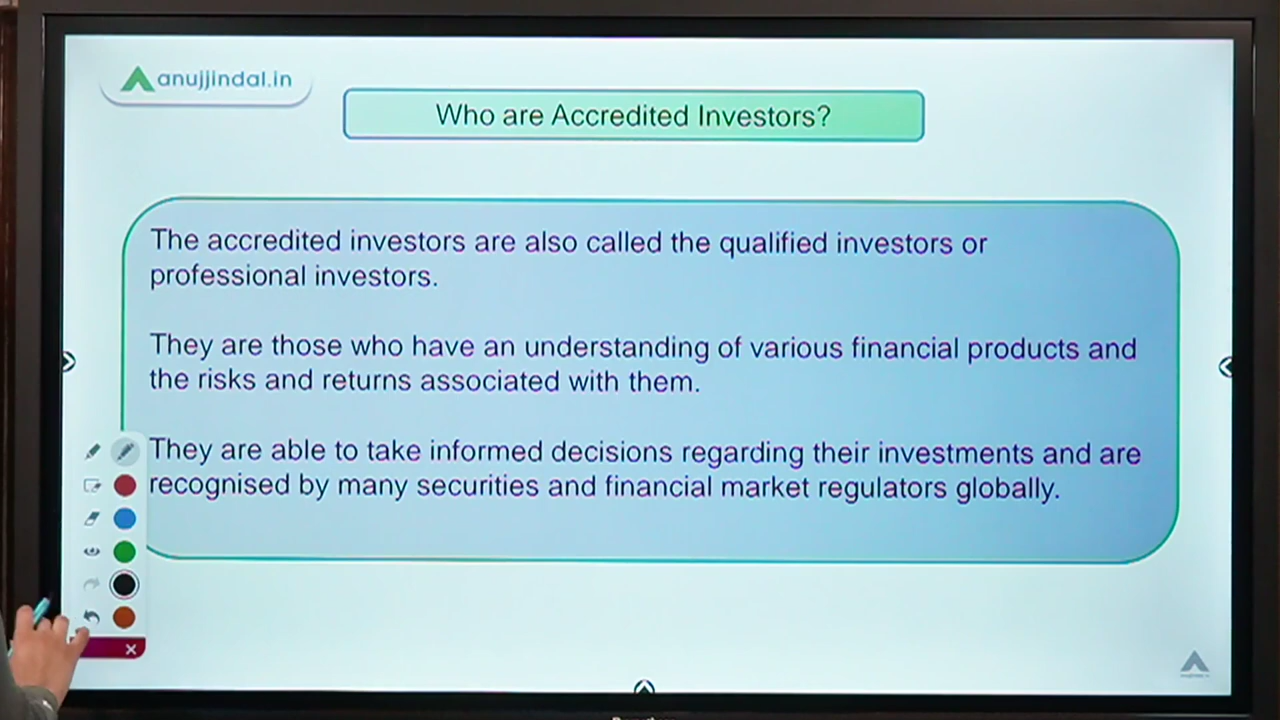 anujjindal.in
Who are Accredited Investors?
The accredited investors are also called the qualified investors or
professional investors.
They are those who have an understanding of various financial products and
the risks and returns associated with them.
They are able to take informed decisions regarding their investments and are
recognised by many securities and financial market regulators globally.